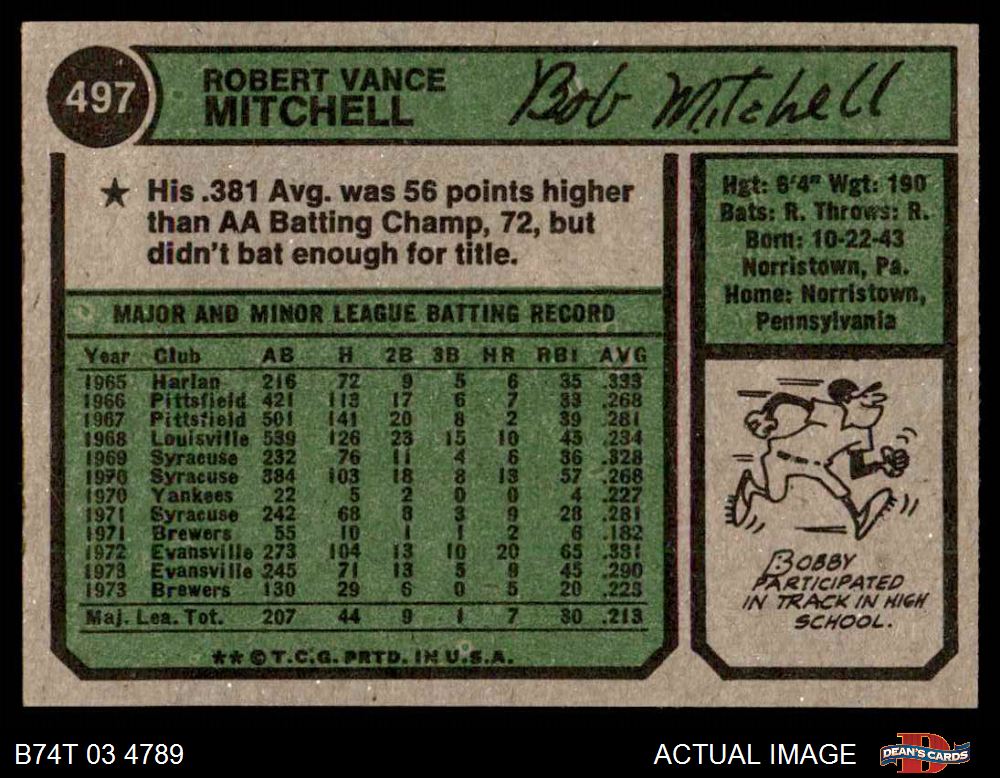 497
ROBERT VANCE
MITCHELL
Bob Mitchell
★ His .381 Avg. was 56 points higher
than AA Batting Champ, 72, but
didn't bat enough for title.
Hgt: 6'4" Wgt: 190
Bats: R. Throws: R.
Born: 10-22-43
Norristown, Pa.
Home: Norristown,
Pennsylvania
MAJOR AND MINOR LEAGUE BATTING RECORD
Year Club AB H 2B 3B HR RBI AVG
1965 Harlan 216 72 9 5 6 35 .333
1966 Pittsfield 421 113 17 6 7 33 .268
1967 Pittsfield 501 141 20 8 2 39 .281
1968 Louisville 539 126 23 15 10 43 .234
1969 Syracuse 232 76 11 4 6 36 .328
1970 Syracuse 384 103 18 8 13 57 .268
1970 Yankees 22 5 2 0 0 4 .227
1971 Syracuse 242 68 8 3 9 28 .281
1971 Brewers 55 10 1 1 2 6 .182
1972 Evansville 273 104 13 10 20 65 .381
1973 Evansville 245 71 13 5 9 45 .290
1973 Brewers 130 29 6 0 5 20 .223
Maj. Lea. Tot. 207 44 9 1 7 30 .213
** © T.C.G. PRTD. IN U.S.A.
BOBBY
PARTICIPATED
IN TRACK IN HIGH
SCHOOL.
B74T 03 4789
ACTUAL IMAGE
DEAN'S CARDS